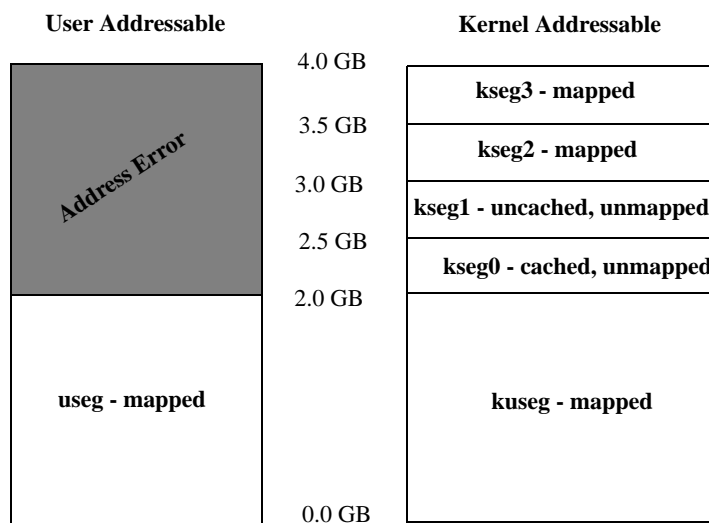 User Addressable
Kernel Addressable
4.0 GB
kseg3 - mapped
3.5 GB
kseg2 - mapped
Address Error
3.0 GB
kseg1 - uncached, unmapped
2.5 GB
kseg0 - cached, unmapped
2.0 GB
useg - mapped
kuseg - mapped
0.0 GB